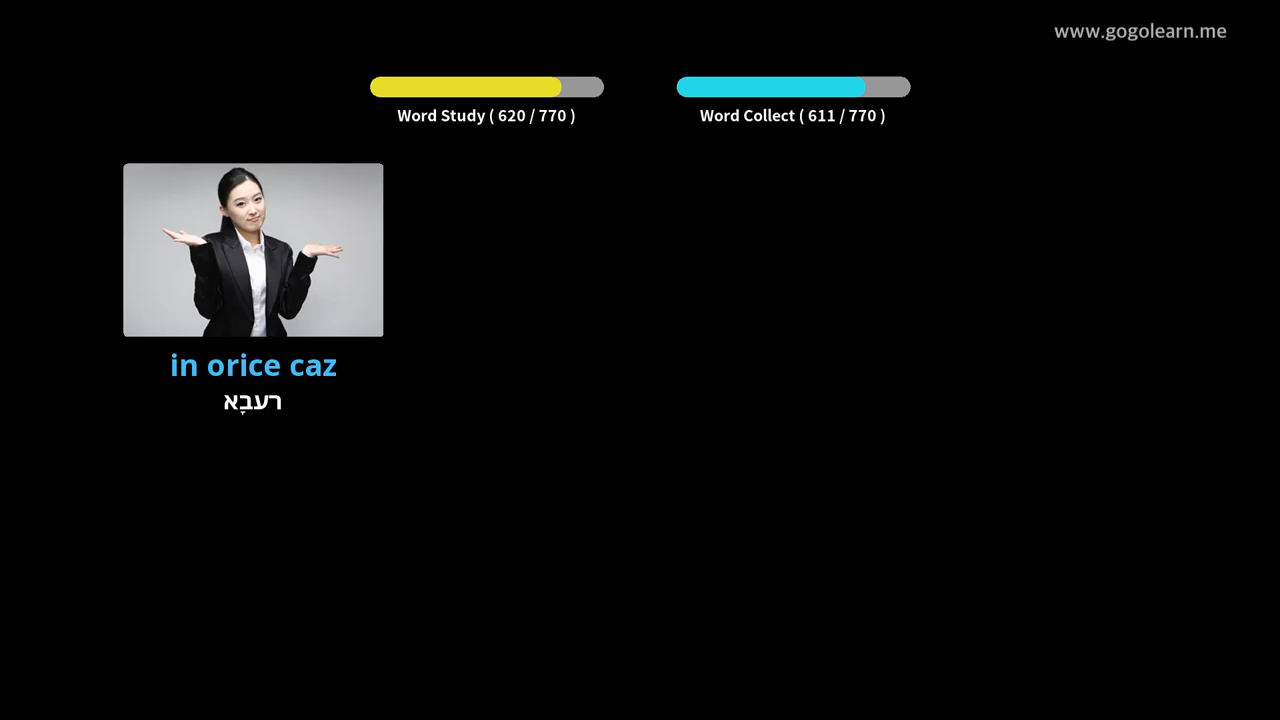 www.gogolearn.me
Word Study ( 620 / 770 )
Word Collect ( 611 / 770 )
in orice caz
רעבָא